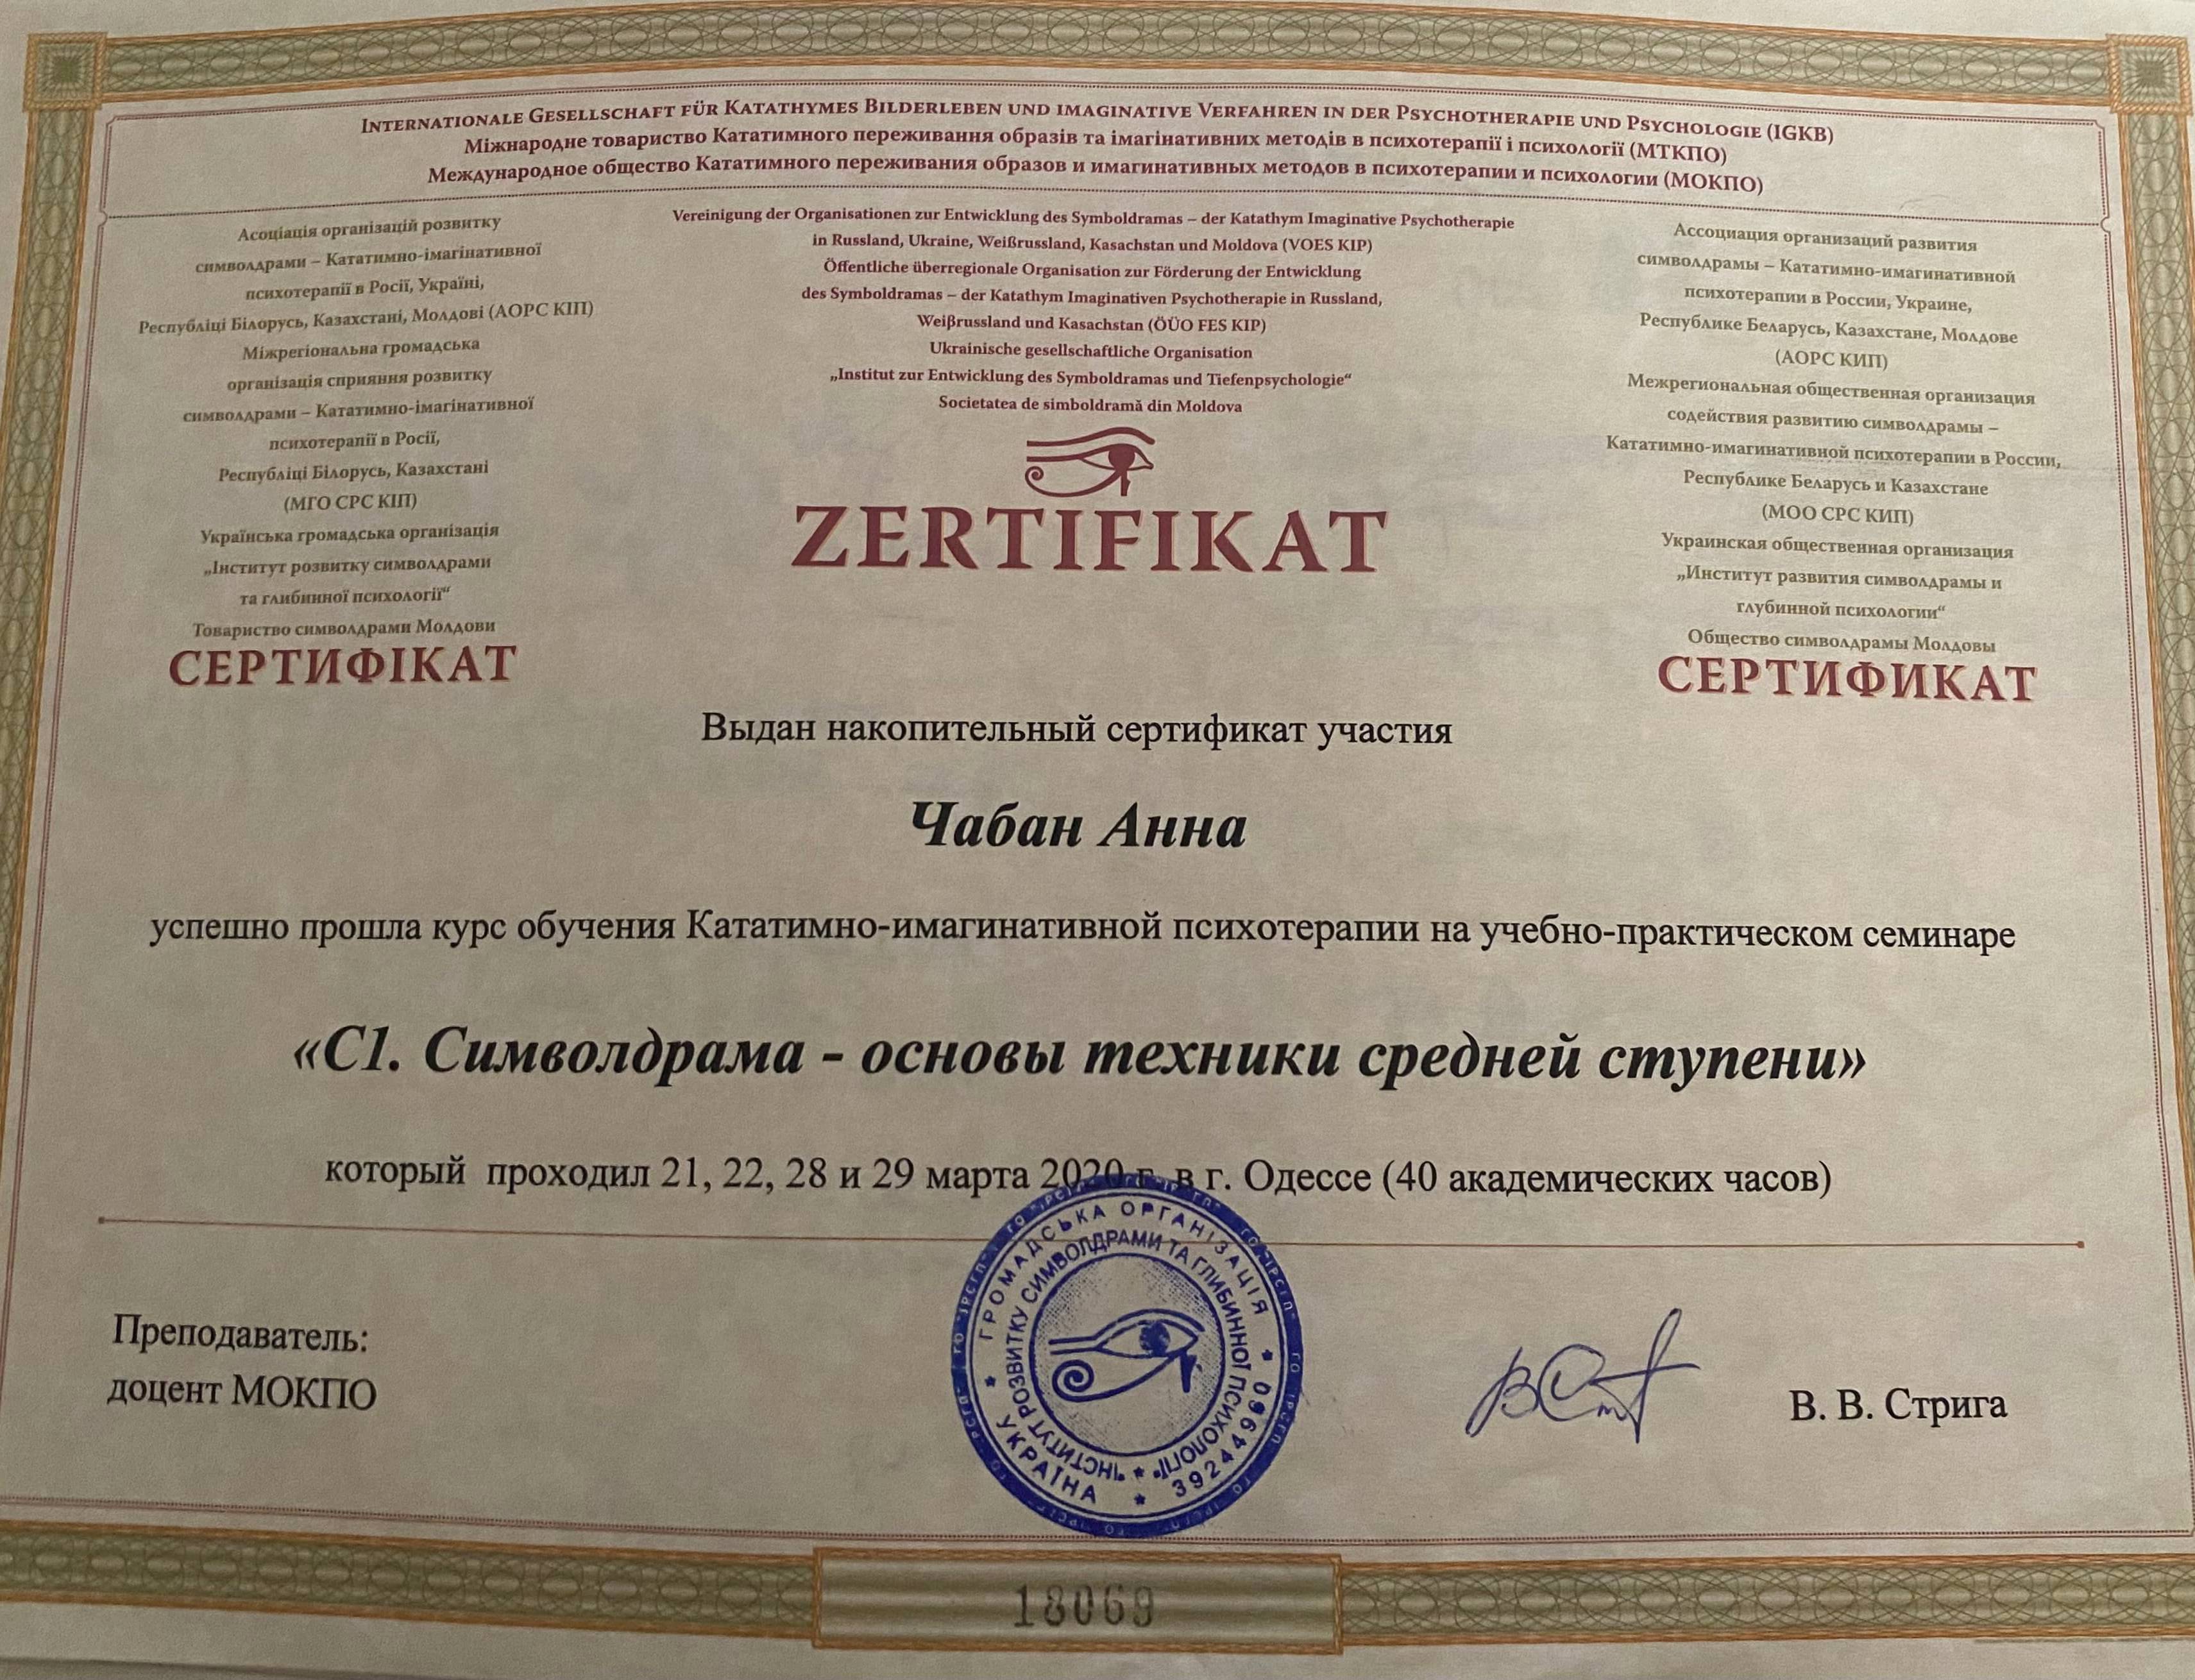 Internationale Gesellschaft für Katathymes Bilderleben und imaginative Verfahren in der Psychotherapie und Psychologie (IGKB)
Міжнародне товариство Кататимного переживання образів та імагінативних методів в психотерапії і психології (МТКПО)
Международное общество Кататимного переживания образов и имагинативных методов в психотерапии и психологии (МОКПО)
Асоціація організацій розвитку
символдрами – Кататимно-імагінативної
психотерапії в Росії, Україні,
Республіці Білорусь, Казахстані, Молдові (АОРС КІП)
Міжрегіональна громадська
організація сприяння розвитку
символдрами – Кататимно-імагінативної
психотерапії в Росії,
Республіці Білорусь, Казахстані
(МГО СРС КІП)
Українська громадська організація
„Інститут розвитку символдрами
та глибинної психології“
Товариство символдрами Молдови
СЕРТИФІКАТ
Vereinigung der Organisationen zur Entwicklung des Symboldramas – der Katathym Imaginative Psychotherapie
in Russland, Ukraine, Weißrussland, Kasachstan und Moldova (VOES KIP)
Öffentliche überregionale Organisation zur Förderung der Entwicklung
des Symboldramas – der Katathym Imaginativen Psychotherapie in Russland,
Weißrussland und Kasachstan (ÖÜO FES KIP)
Ukrainische gesellschaftliche Organisation
„Institut zur Entwicklung des Symboldramas und Tiefenpsychologie“
Societatea de simboldramă din Moldova
ZERTIFIKAT
Ассоциация организаций развития
символдрамы – Кататимно-имагинативной
психотерапии в России, Украине,
Республике Беларусь, Казахстане, Молдове
(АОРС КИП)
Межрегиональная общественная организация
содействия развитию символдрамы –
Кататимно-имагинативной психотерапии в России,
Республике Беларусь и Казахстане
(МОО СРС КИП)
Украинская общественная организация
„Институт развития символдрамы и
глубинной психологии“
Общество символдрамы Молдовы
СЕРТИФИКАТ
Выдан накопительный сертификат участия
Чабан Анна
успешно прошла курс обучения Кататимно-имагинативной психотерапии на учебно-практическом семинаре
«С1. Символдрама - основы техники средней ступени»
который проходил 21, 22, 28 и 29 марта 2020 г. в г. Одессе (40 академических часов)
Преподаватель:
доцент МОКПО
ГРОМАДСЬКА ОРГАНІЗАЦІЯ
"ІНСТИТУТ РОЗВИТКУ СИМВОЛДРАМИ ТА ГЛИБИННОЇ ПСИХОЛОГІЇ"
УКРАЇНА * 39244960
В. В. Стрига
18069